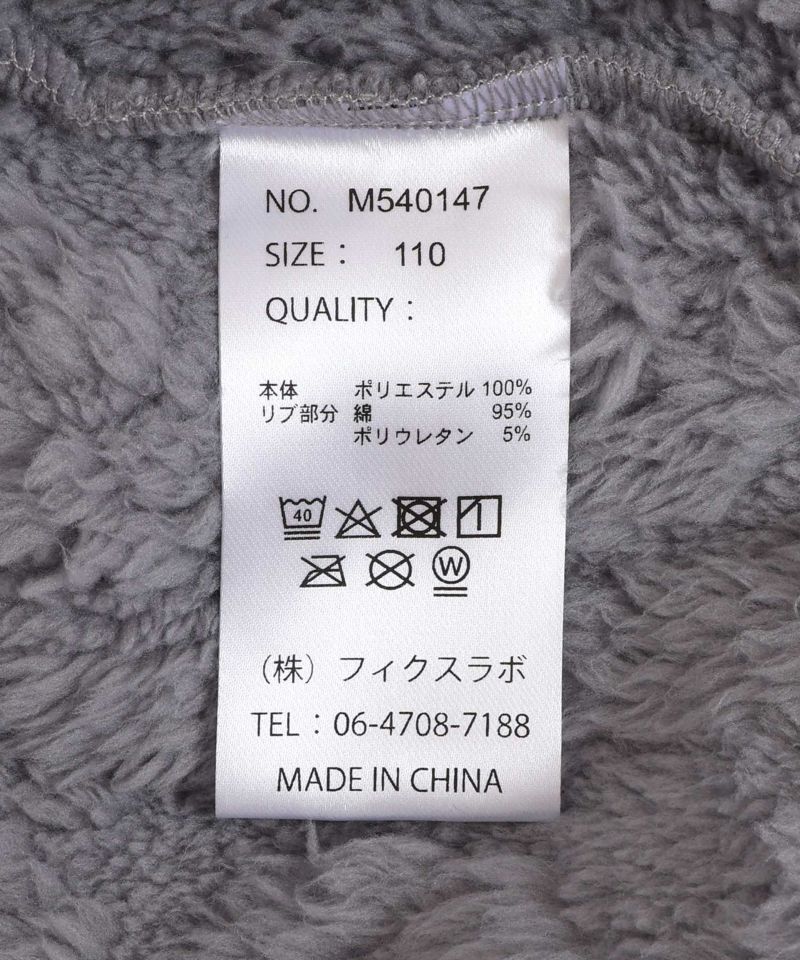 NO. M540147
SIZE： 110
QUALITY：
本体 ポリエステル 100%
リブ部分 綿 95%
ポリウレタン 5%
40
W
（株）フィクスラボ
TEL：06-4708-7188
MADE IN CHINA